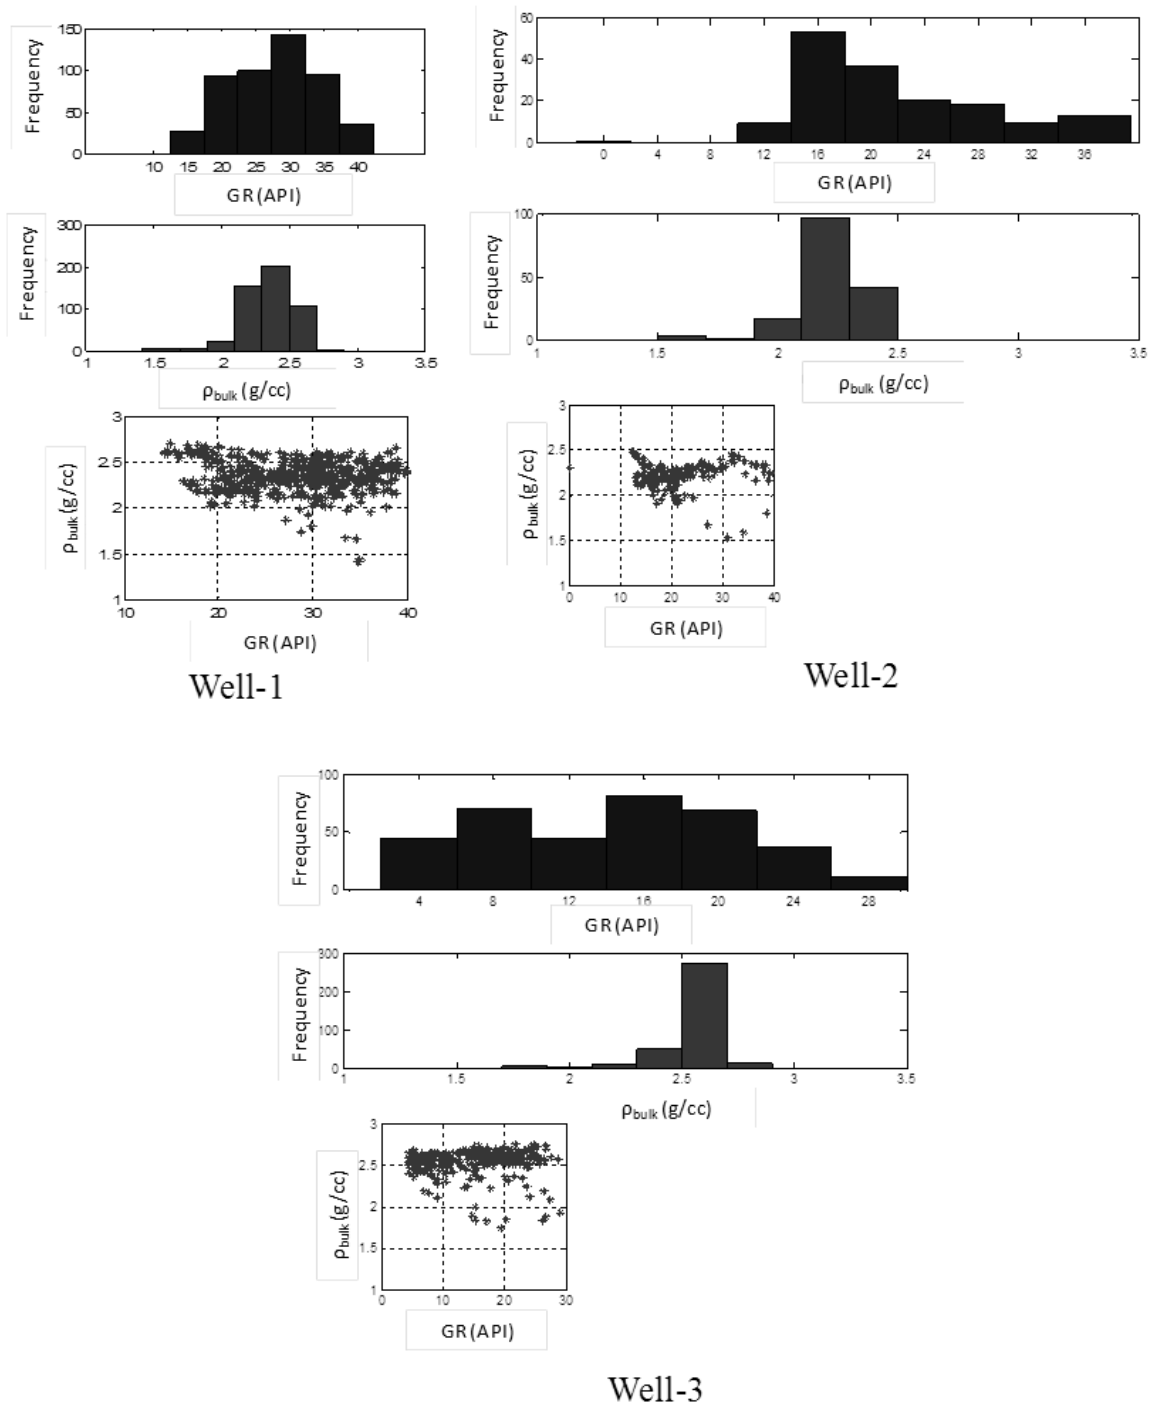 150
100
50
0
Frequency
10 15 20 25 30 35 40
GR (API)
300
200
100
0
Frequency
1 1.5 2 2.5 3 3.5
ρbulk (g/cc)
3
2.5
2
1.5
1
ρbulk (g/cc)
10 20 30 40
GR (API)
Well-1
60
40
20
0
Frequency
0 4 8 12 16 20 24 28 32 36
GR (API)
100
50
0
Frequency
1 1.5 2 2.5 3 3.5
ρbulk (g/cc)
3
2.5
2
1.5
1
ρbulk (g/cc)
0 10 20 30 40
GR (API)
Well-2
100
50
0
Frequency
4 8 12 16 20 24 28
GR (API)
300
200
100
0
Frequency
1 1.5 2 2.5 3 3.5
ρbulk (g/cc)
3
2.5
2
1.5
1
ρbulk (g/cc)
0 10 20 30
GR (API)
Well-3